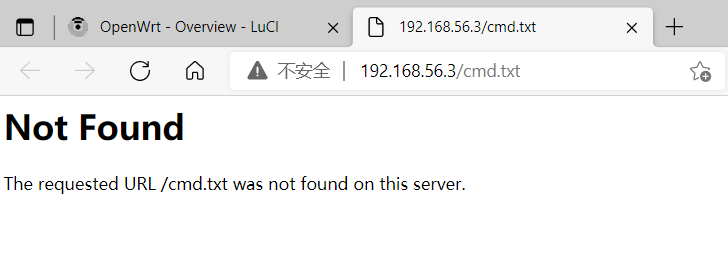 OpenWrt - Overview - LuCI
192.168.56.3/cmd.txt
不安全 | 192.168.56.3/cmd.txt
Not Found
The requested URL /cmd.txt was not found on this server.